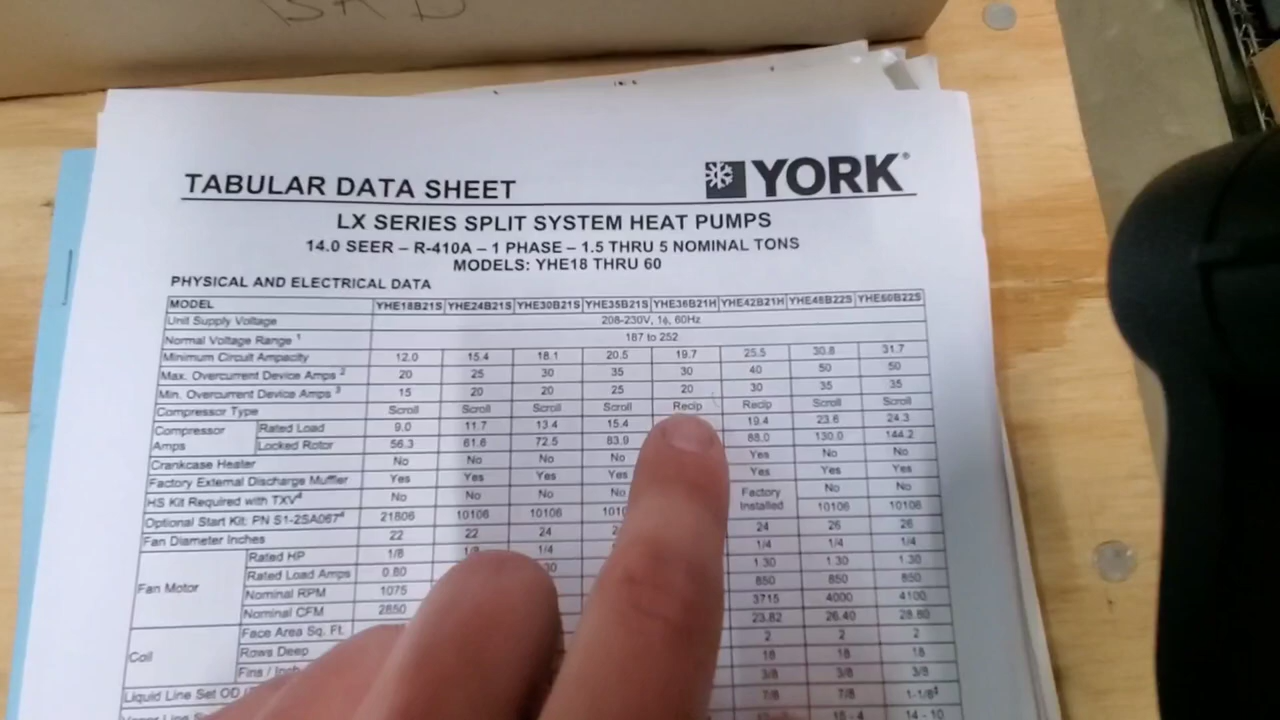 BRD
TABULAR DATA SHEET YORK®
LX SERIES SPLIT SYSTEM HEAT PUMPS
14.0 SEER – R-410A – 1 PHASE – 1.5 THRU 5 NOMINAL TONS
MODELS: YHE18 THRU 60
PHYSICAL AND ELECTRICAL DATA
MODEL YHE18B21S YHE24B21S YHE30B21S YHE35B21S YHE36B21H YHE42B21H YHE48B22S YHE60B22S
Unit Supply Voltage 208-230V, 1ϕ, 60Hz
Normal Voltage Range 1 187 to 252
Minimum Circuit Ampacity 12.0 15.4 18.1 20.5 19.7 25.5 30.8 31.7
Max. Overcurrent Device Amps 2 20 25 30 35 30 40 50 50
Min. Overcurrent Device Amps 3 15 20 20 25 20 30 35 35
Compressor Type Scroll Scroll Scroll Scroll Recip Recip Scroll Scroll
Compressor Amps Rated Load 9.0 11.7 13.4 15.4 19.4 23.6 24.3
Locked Rotor 56.3 61.6 72.5 83.9 88.0 130.0 144.2
Crankcase Heater No No No No Yes No No
Factory External Discharge Muffler Yes Yes Yes Yes Yes Yes Yes
HS Kit Required with TXV4 No No No No Factory Installed No No
Optional Start Kit: PN S1-2SA0674 21806 10106 10106 10106 10106
Fan Diameter Inches 22 22 24 24 26 26
Fan Motor Rated HP 1/8 1/4 1/4 1/4 1/4
Rated Load Amps 0.80 1.30 1.30 1.30
Nominal RPM 1075 850 850 850
Nominal CFM 2850 3715 4000 4100
Coil Face Area Sq. Ft. 23.82 26.40 28.80
Rows Deep 2 2 2
Fins / Inch 18 18 18
3/8 3/8 3/8
Liquid Line Set OD 7/8 7/8 1-1/8
14 - 10